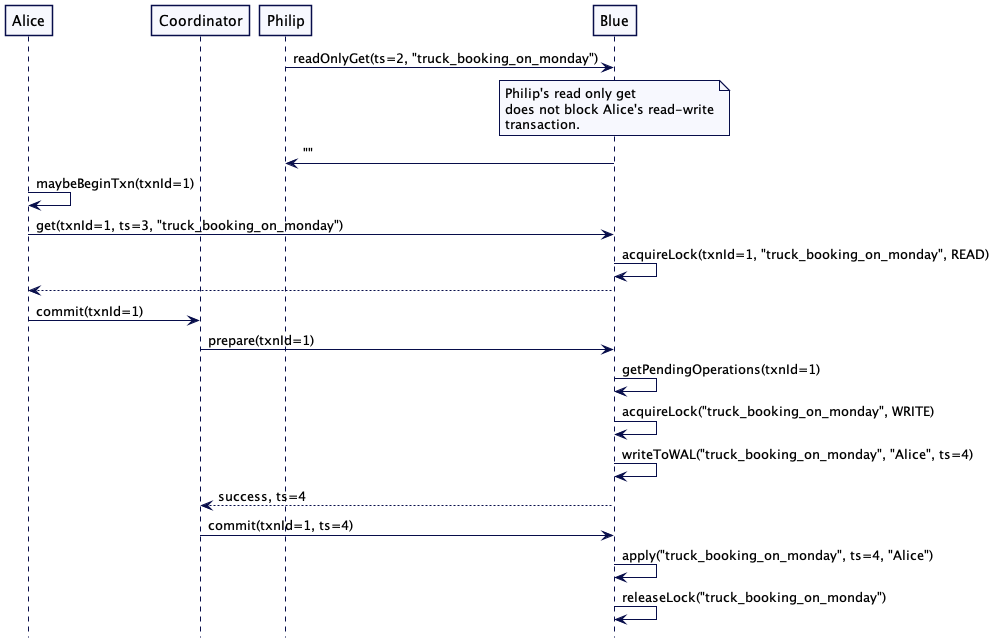 Alice
Coordinator
Philip
Blue
readOnlyGet(ts=2, "truck_booking_on_monday")
Philip's read only get
does not block Alice's read-write
transaction.
""
maybeBeginTxn(txnId=1)
get(txnId=1, ts=3, "truck_booking_on_monday")
acquireLock(txnId=1, "truck_booking_on_monday", READ)
commit(txnId=1)
prepare(txnId=1)
getPendingOperations(txnId=1)
acquireLock("truck_booking_on_monday", WRITE)
writeToWAL("truck_booking_on_monday", "Alice", ts=4)
success, ts=4
commit(txnId=1, ts=4)
apply("truck_booking_on_monday", ts=4, "Alice")
releaseLock("truck_booking_on_monday")